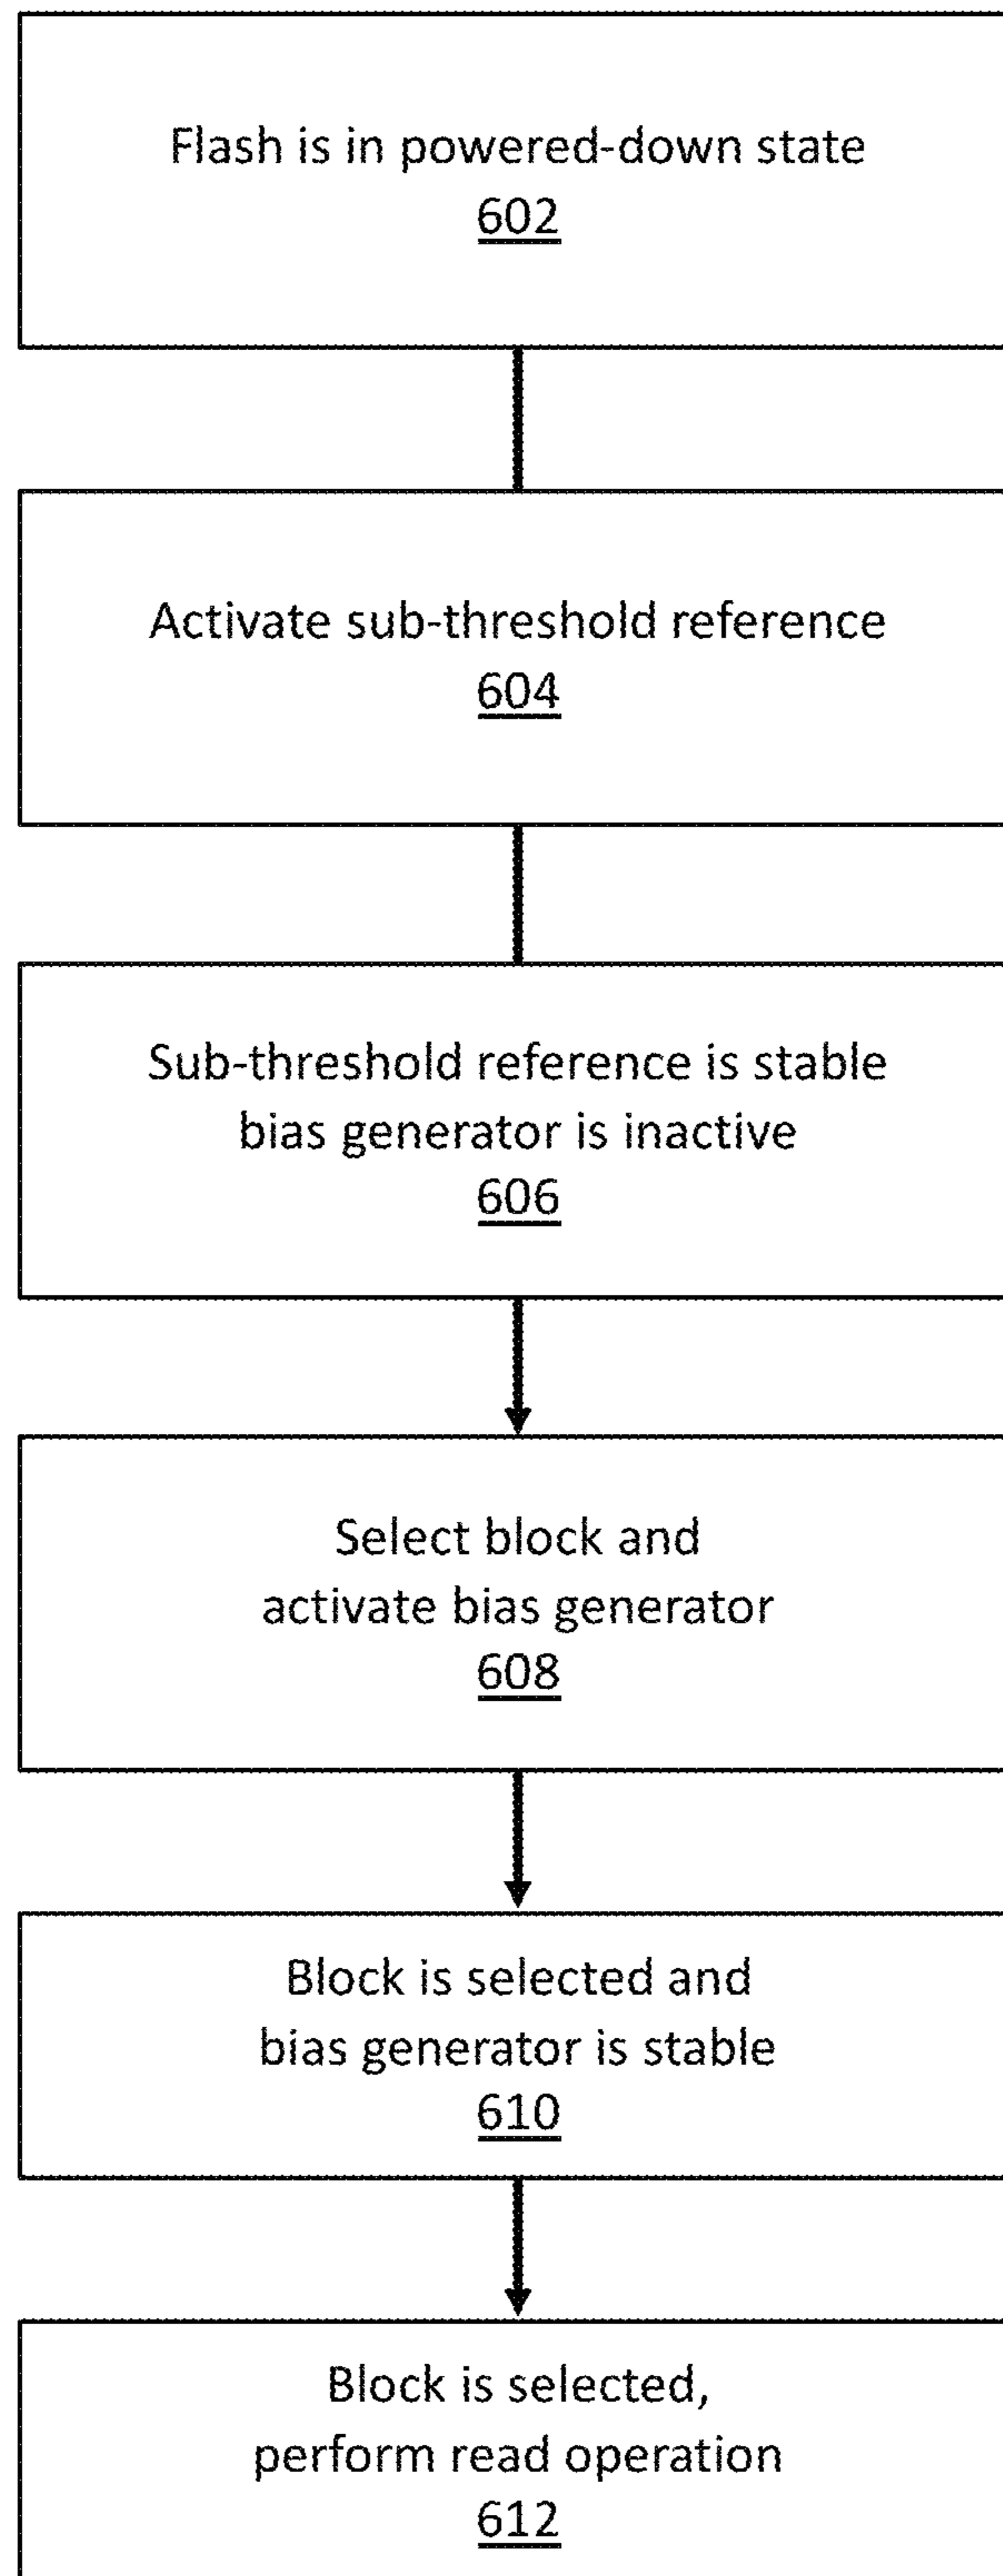 Flash is in powered-down state
602
Activate sub-threshold reference
604
Sub-threshold reference is stable
bias generator is inactive
606
Select block and
activate bias generator
608
Block is selected and
bias generator is stable
610
Block is selected,
perform read operation
612